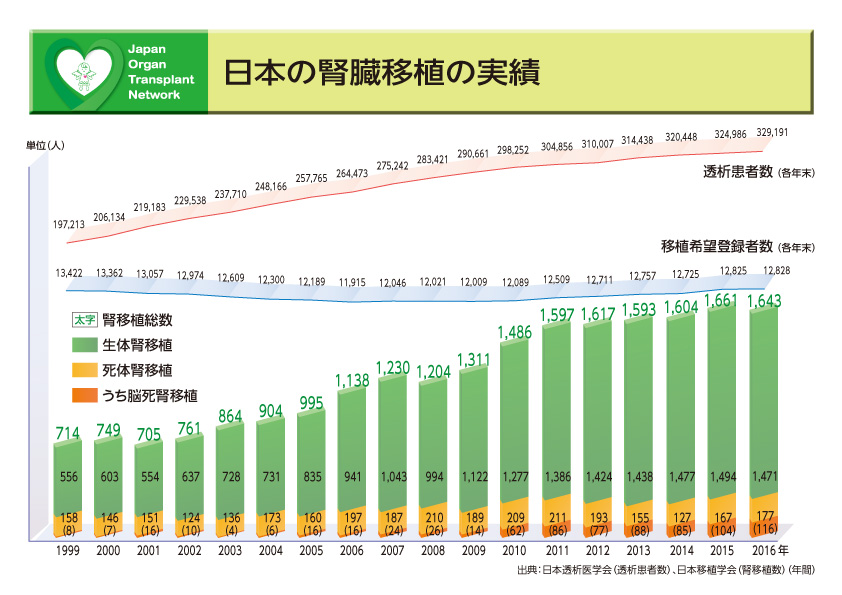 Japan
Organ
Transplant
Network
日本の腎臓移植の実績
単位(人)
197,213 206,134 219,183 229,538 237,710 248,166 257,765 264,473 275,242 283,421 290,661 298,252 304,856 310,007 314,438 320,448 324,986 329,191
透析患者数(各年末)
移植希望登録者数(各年末)
13,422 13,362 13,057 12,974 12,609 12,300 12,189 11,915 12,046 12,021 12,009 12,089 12,509 12,711 12,757 12,725 12,825 12,828
太字 腎移植総数
生体腎移植
死体腎移植
うち脳死腎移植
714 749 705 761 864 904 995 1,138 1,230 1,204 1,311 1,486 1,597 1,617 1,593 1,604 1,661 1,643
556 603 554 637 728 731 835 941 1,043 994 1,122 1,277 1,386 1,424 1,438 1,477 1,494 1,471
158 146 151 124 136 173 160 197 187 210 189 209 211 193 155 127 167 177
(8) (7) (16) (10) (4) (6) (16) (16) (24) (26) (14) (62) (86) (77) (88) (85) (104) (116)
1999 2000 2001 2002 2003 2004 2005 2006 2007 2008 2009 2010 2011 2012 2013 2014 2015 2016年
出典:日本透析医学会(透析患者数)、日本移植学会(腎移植数)(年間)